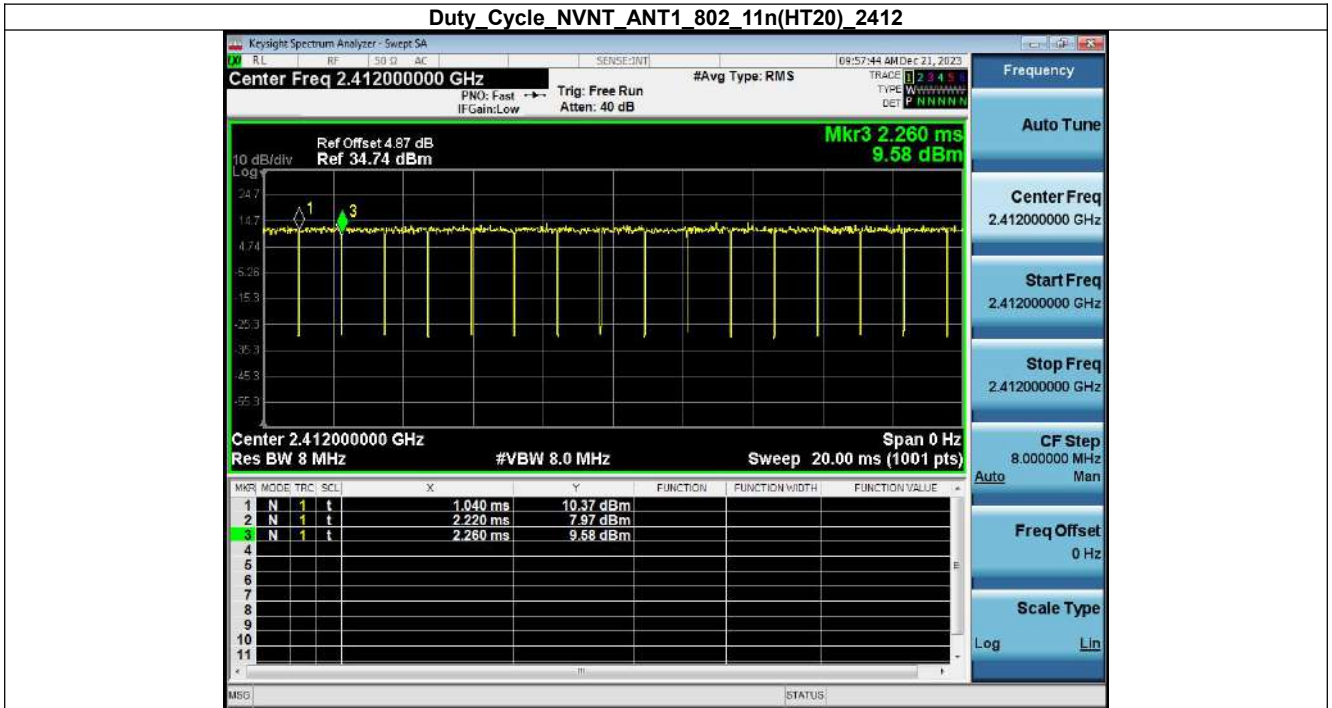 Duty_Cycle_NVNT_ANT1_802_11n(HT20)_2412
Keysight Spectrum Analyzer - Swept SA
RL RF 50 Ω AC SENSE:INT 09:57:44 AM Dec 21, 2023
Center Freq 2.412000000 GHz #Avg Type: RMS TRACE 1 2 3 4 5 6
PNO: Fast Trig: Free Run TYPE W
IFGain:Low Atten: 40 dB DET P N N N N N
Frequency
Auto Tune
Mkr3 2.260 ms
Ref Offset 4.87 dB
10 dB/div Ref 34.74 dBm 9.58 dBm
Log
24.7
14.7
4.74
-5.26
-15.3
-25.3
-35.3
-45.3
-55.3
1
3
Center 2.412000000 GHz Span 0 Hz
Res BW 8 MHz #VBW 8.0 MHz Sweep 20.00 ms (1001 pts)
MKR MODE TRC SCL X Y FUNCTION FUNCTION WIDTH FUNCTION VALUE
1 N 1 t 1.040 ms 10.37 dBm
2 N 1 t 2.220 ms 7.97 dBm
3 N 1 t 2.260 ms 9.58 dBm
4
5
6
7
8
9
10
11
MSG STATUS
Center Freq
2.412000000 GHz
Start Freq
2.412000000 GHz
Stop Freq
2.412000000 GHz
CF Step
8.000000 MHz
Auto Man
Freq Offset
0 Hz
Scale Type
Log Lin